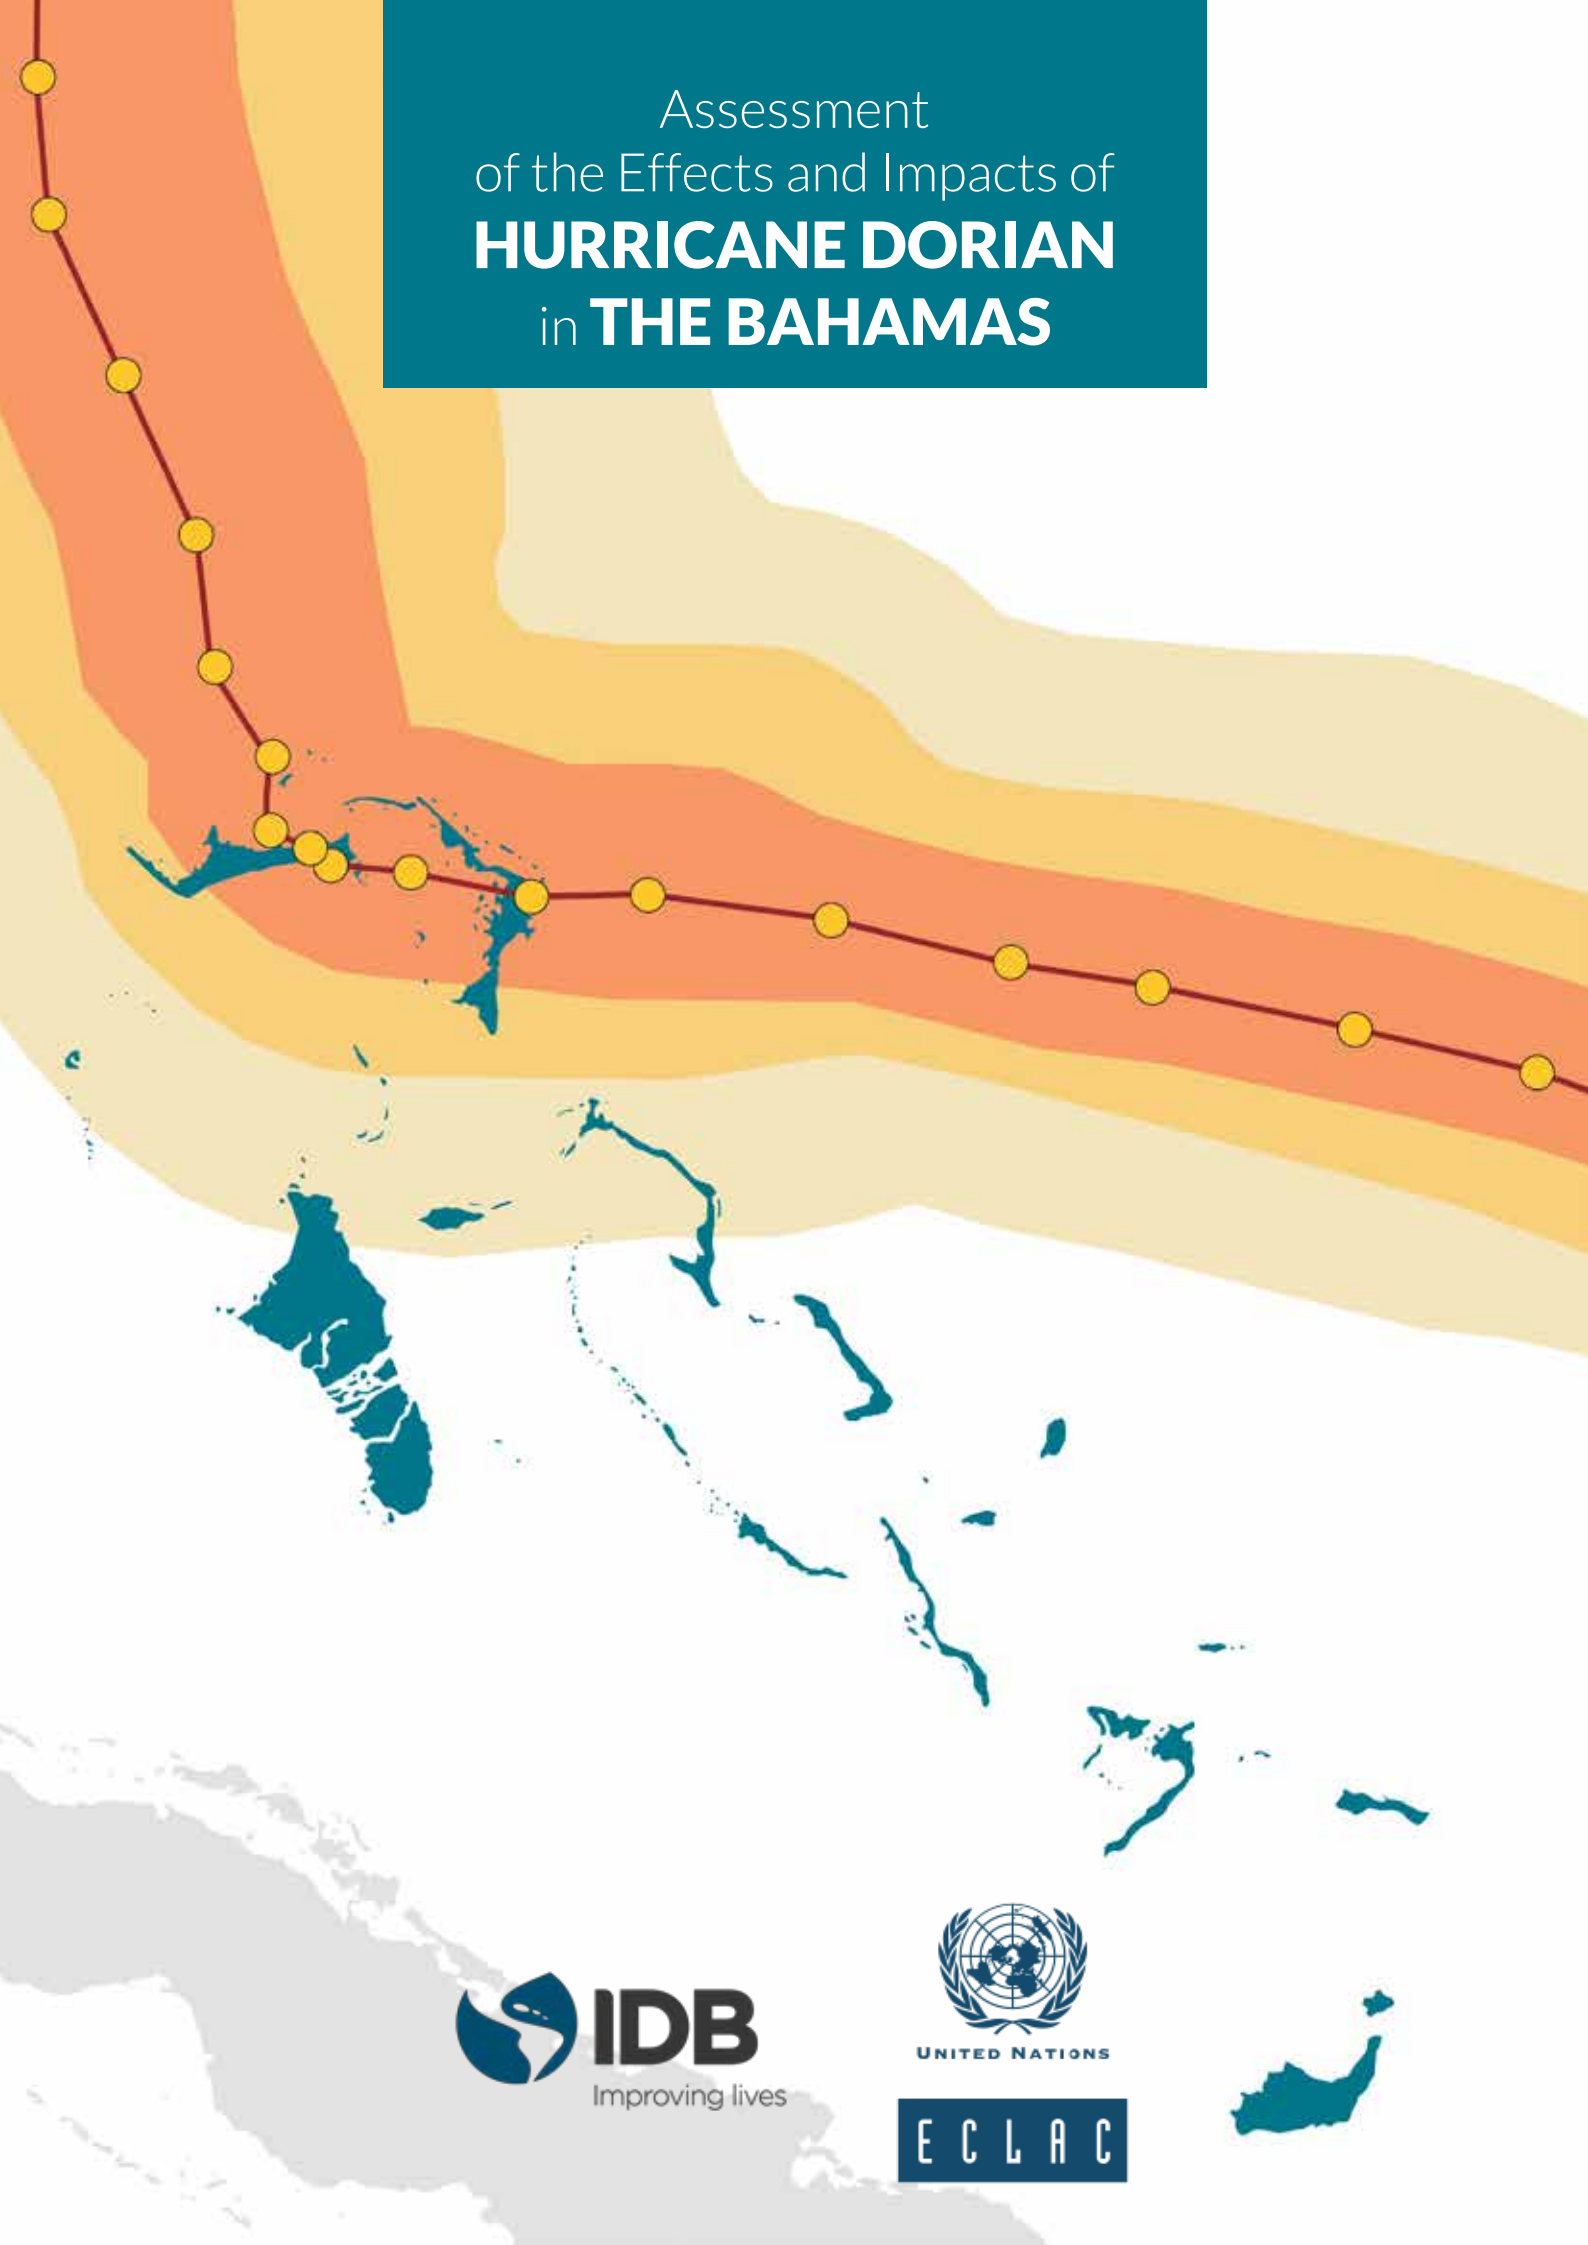 Assessment
of the Effects and Impacts of
HURRICANE DORIAN
in THE BAHAMAS
IDB
Improving lives
UNITED NATIONS
ECLAC